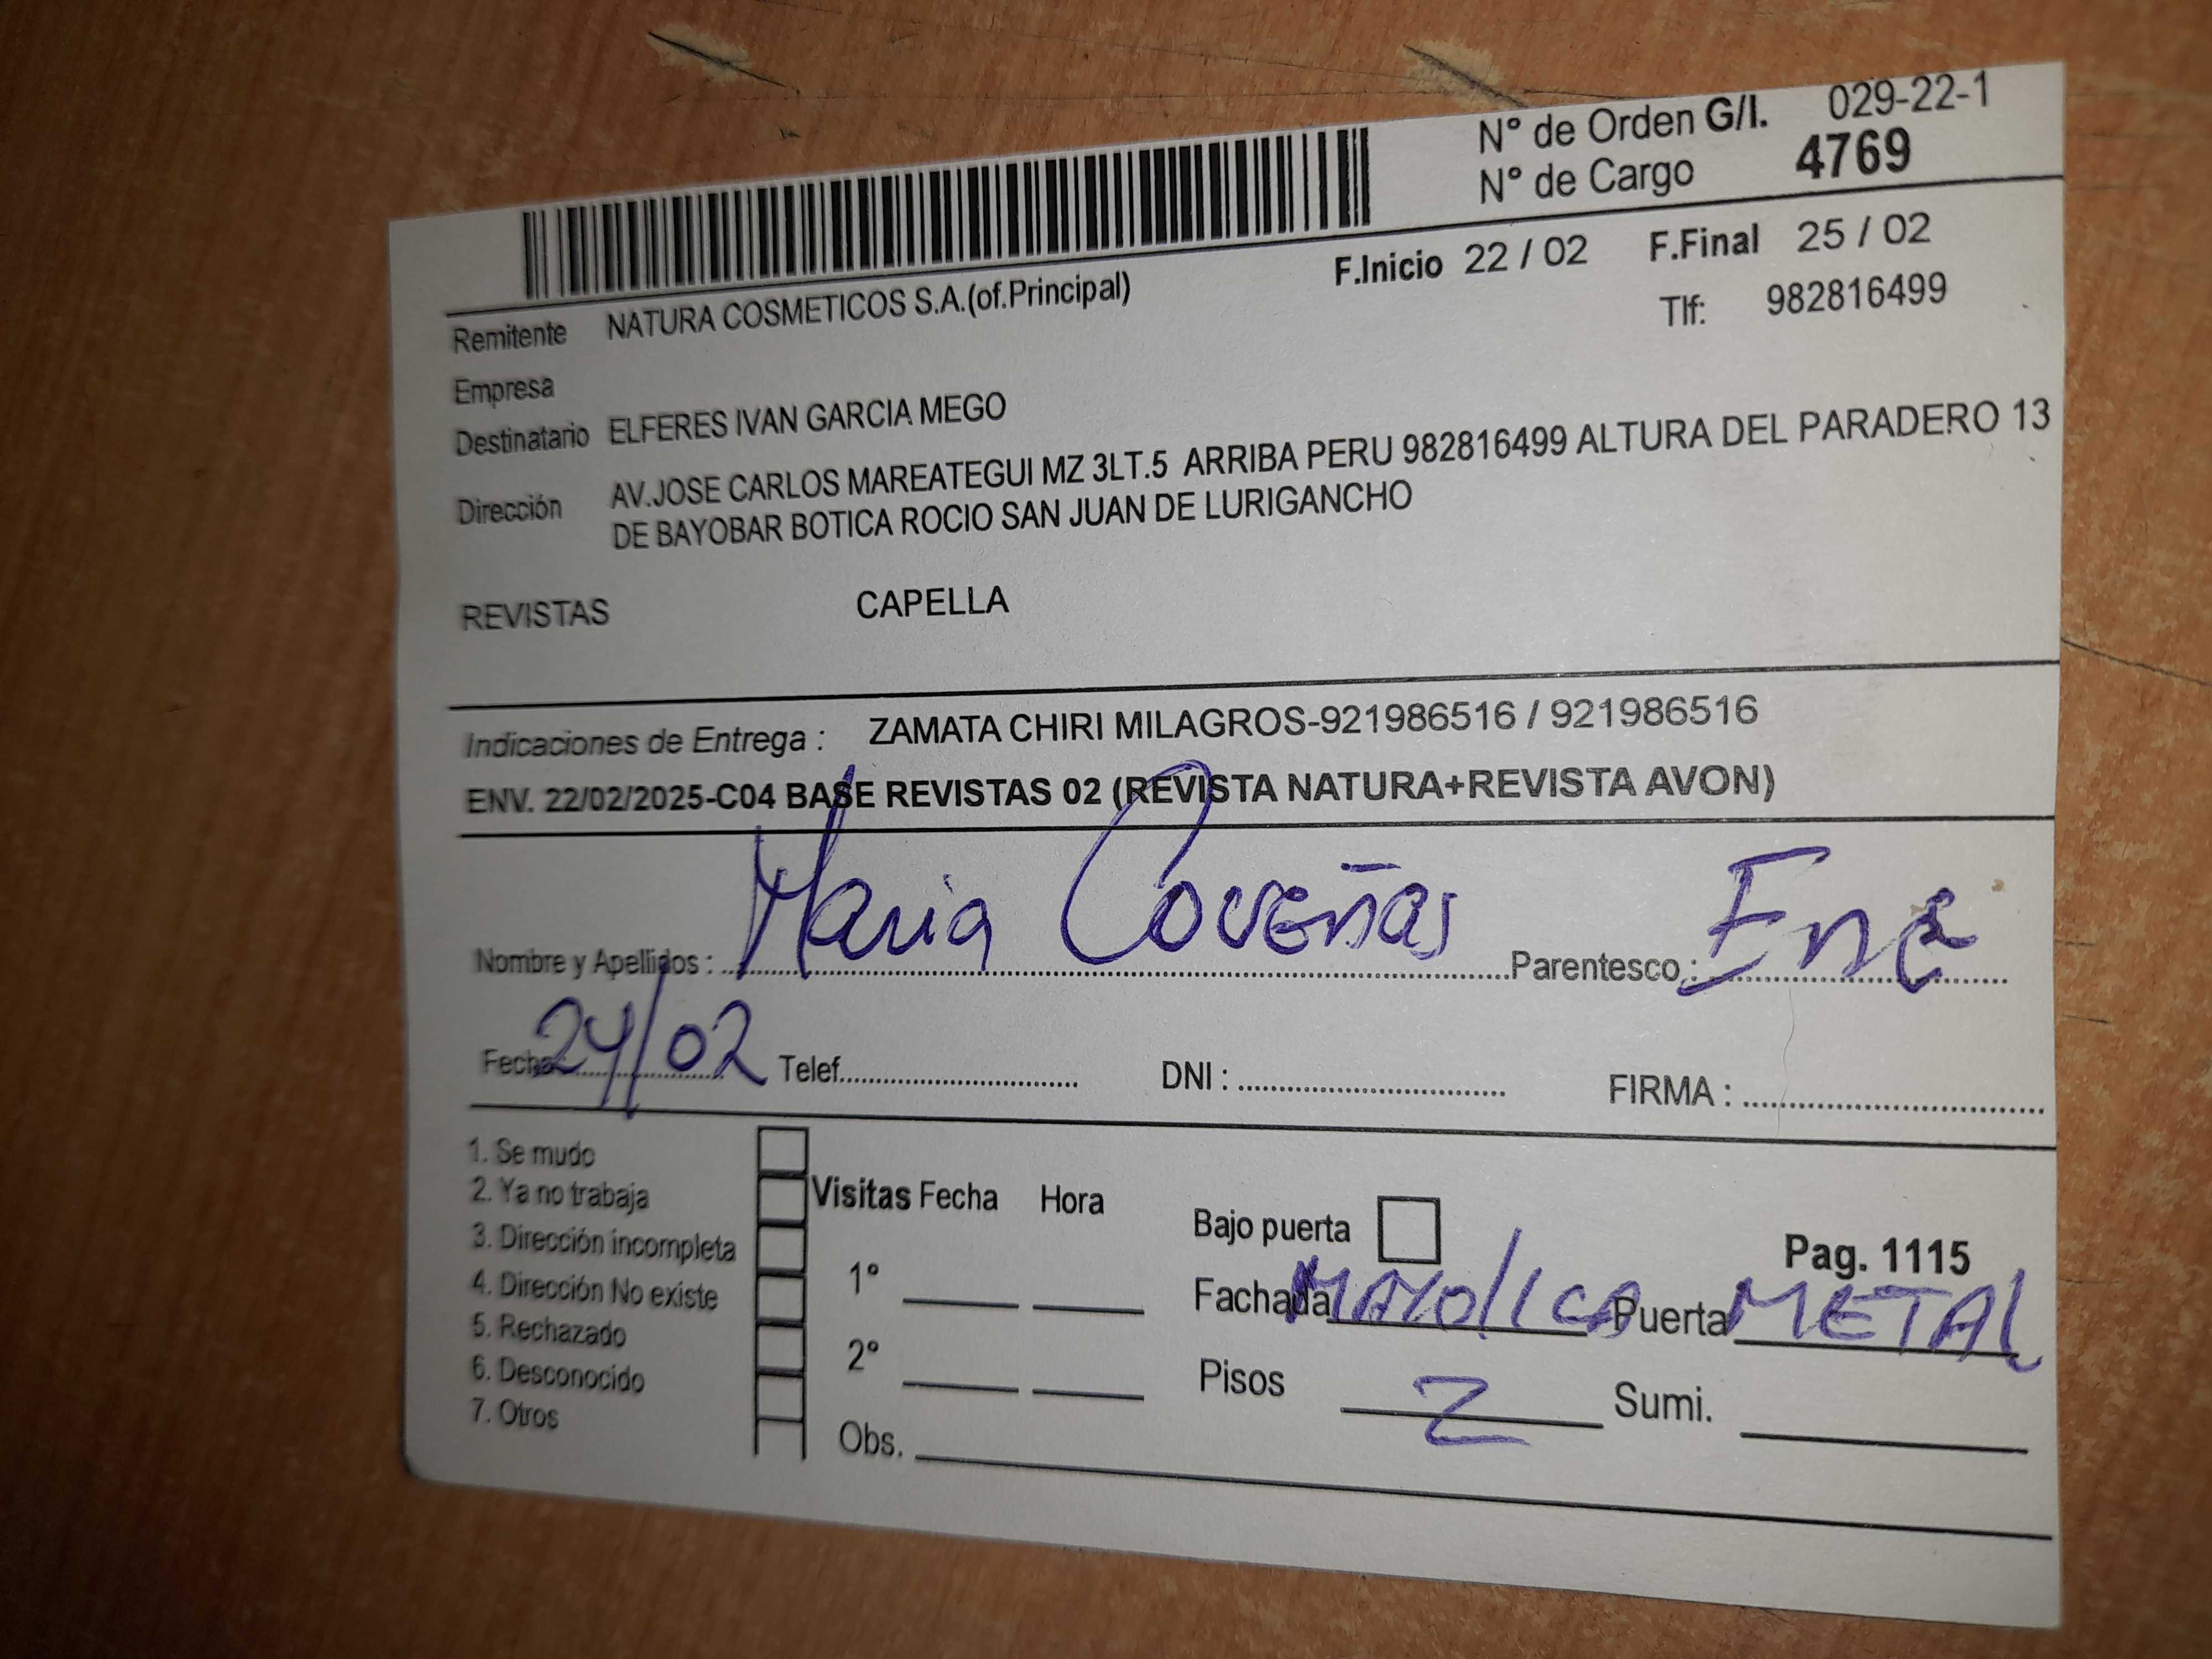 N° de Orden G/I. 029-22-1
N° de Cargo 4769
F.Inicio 22 / 02 F.Final 25 / 02
Remitente NATURA COSMETICOS S.A.(of.Principal) Tlf: 982816499
Empresa
Destinatario ELFERES IVAN GARCIA MEGO
Dirección AV.JOSE CARLOS MAREATEGUI MZ 3LT.5 ARRIBA PERU 982816499 ALTURA DEL PARADERO 13
DE BAYOBAR BOTICA ROCIO SAN JUAN DE LURIGANCHO
REVISTAS CAPELLA
Indicaciones de Entrega : ZAMATA CHIRI MILAGROS-921986516 / 921986516
ENV. 22/02/2025-C04 BASE REVISTAS 02 (REVISTA NATURA+REVISTA AVON)
Nombre y Apellidos : Maria Coveñas Parentesco : Enc
Fecha 24/02 Telef. DNI : FIRMA :
1. Se mudo
2. Ya no trabaja Visitas Fecha Hora Bajo puerta
3. Dirección incompleta Pag. 1115
4. Dirección No existe 1° Fachada MAYOLICA Puerta METAL
5. Rechazado
6. Desconocido 2° Pisos 2 Sumi.
7. Otros Obs.